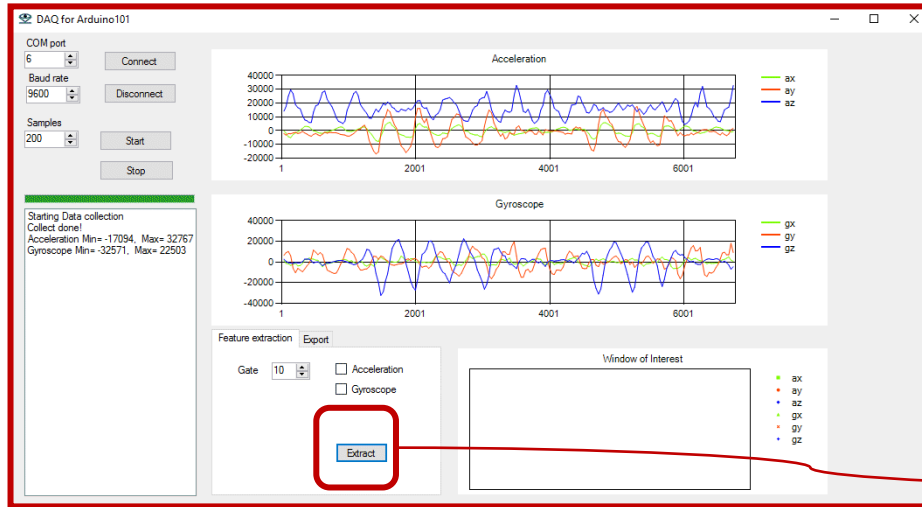 DAQ for Arduino101
COM port
6
Connect
Baud rate
9600
Disconnect
Samples
200
Start
Stop
Starting Data collection
Collect done!
Acceleration Min= -17094, Max= 32767
Gyroscope Min= -32571, Max= 22503
Acceleration
40000
30000
20000
10000
0
-10000
-20000
1 2001 4001 6001
ax
ay
az
Gyroscope
40000
20000
0
-20000
-40000
1 2001 4001 6001
gx
gy
gz
Feature extraction Export
Gate 10
Acceleration
Gyroscope
Extract
Window of Interest
ax
ay
az
gx
gy
gz